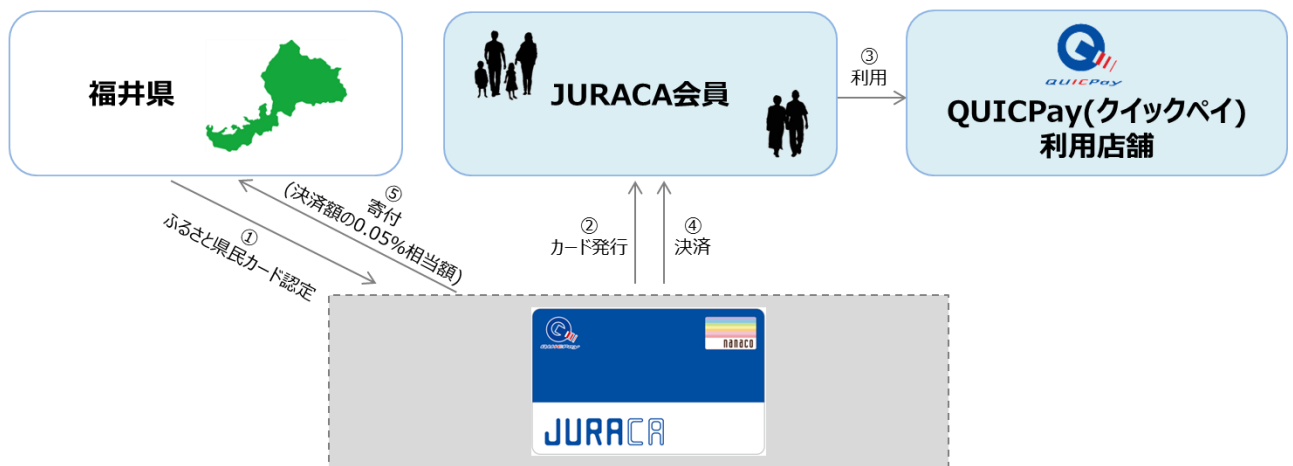 福井県
JURACA会員
③
利用
QUICPay
QUICPay(クイックペイ)
利用店舗
①
ふるさと県民カード認定
⑤
寄付
(決済額の0.05%相当額)
②
カード発行
④
決済
QUICPay
nanaco
JURACA